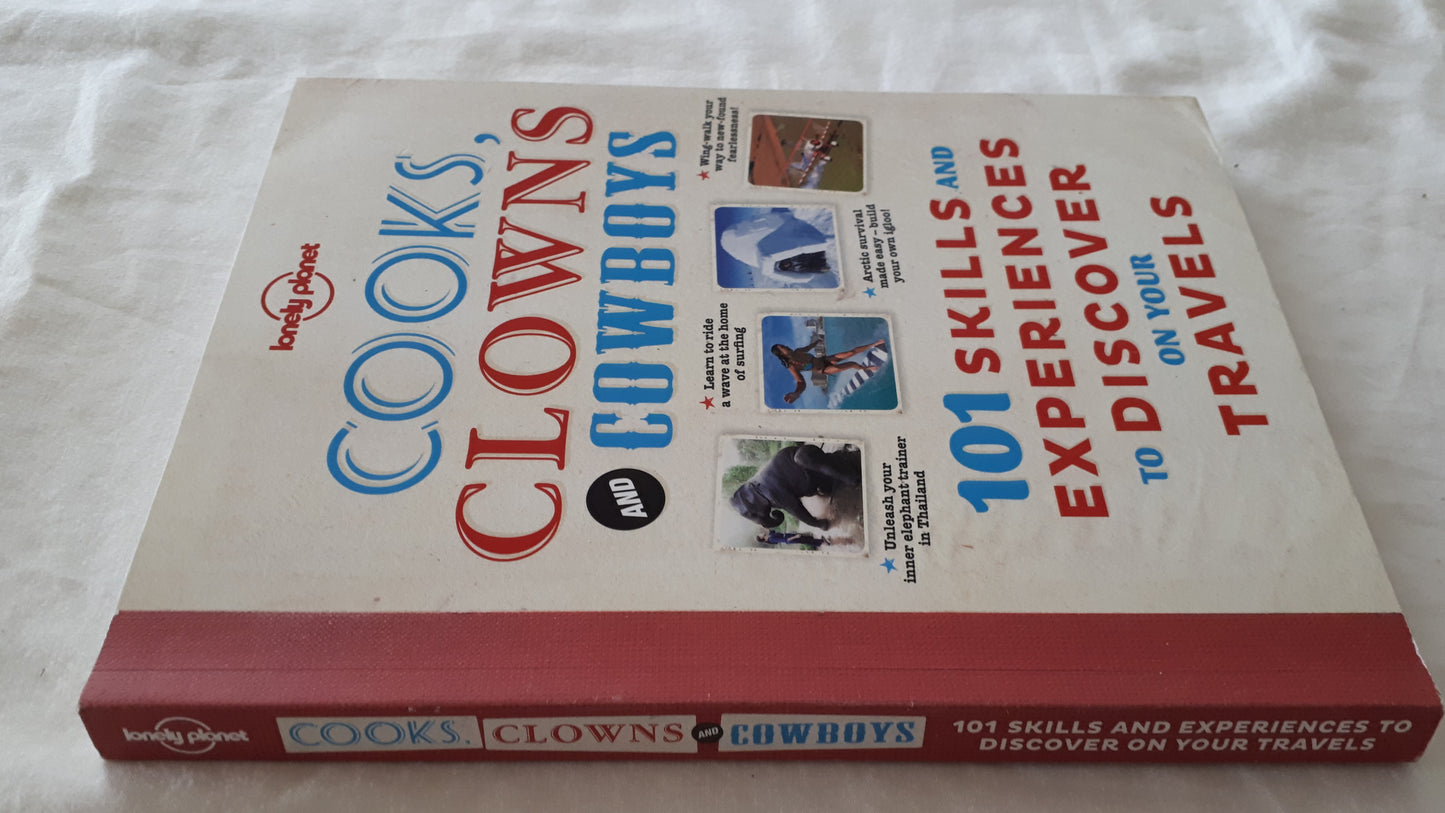 lonely planet
COOKS,
CLOWNS
AND COWBOYS
★ Unleash your
inner elephant trainer
in Thailand
★ Learn to ride
a wave at the home
of surfing
★ Arctic survival
made easy – build
your own igloo!
★ Wing-walk your
way to new-found
fearlessness!
101 SKILLS AND
EXPERIENCES
TO DISCOVER
ON YOUR
TRAVELS
lonely planet
COOKS, CLOWNS AND COWBOYS
101 SKILLS AND EXPERIENCES TO
DISCOVER ON YOUR TRAVELS